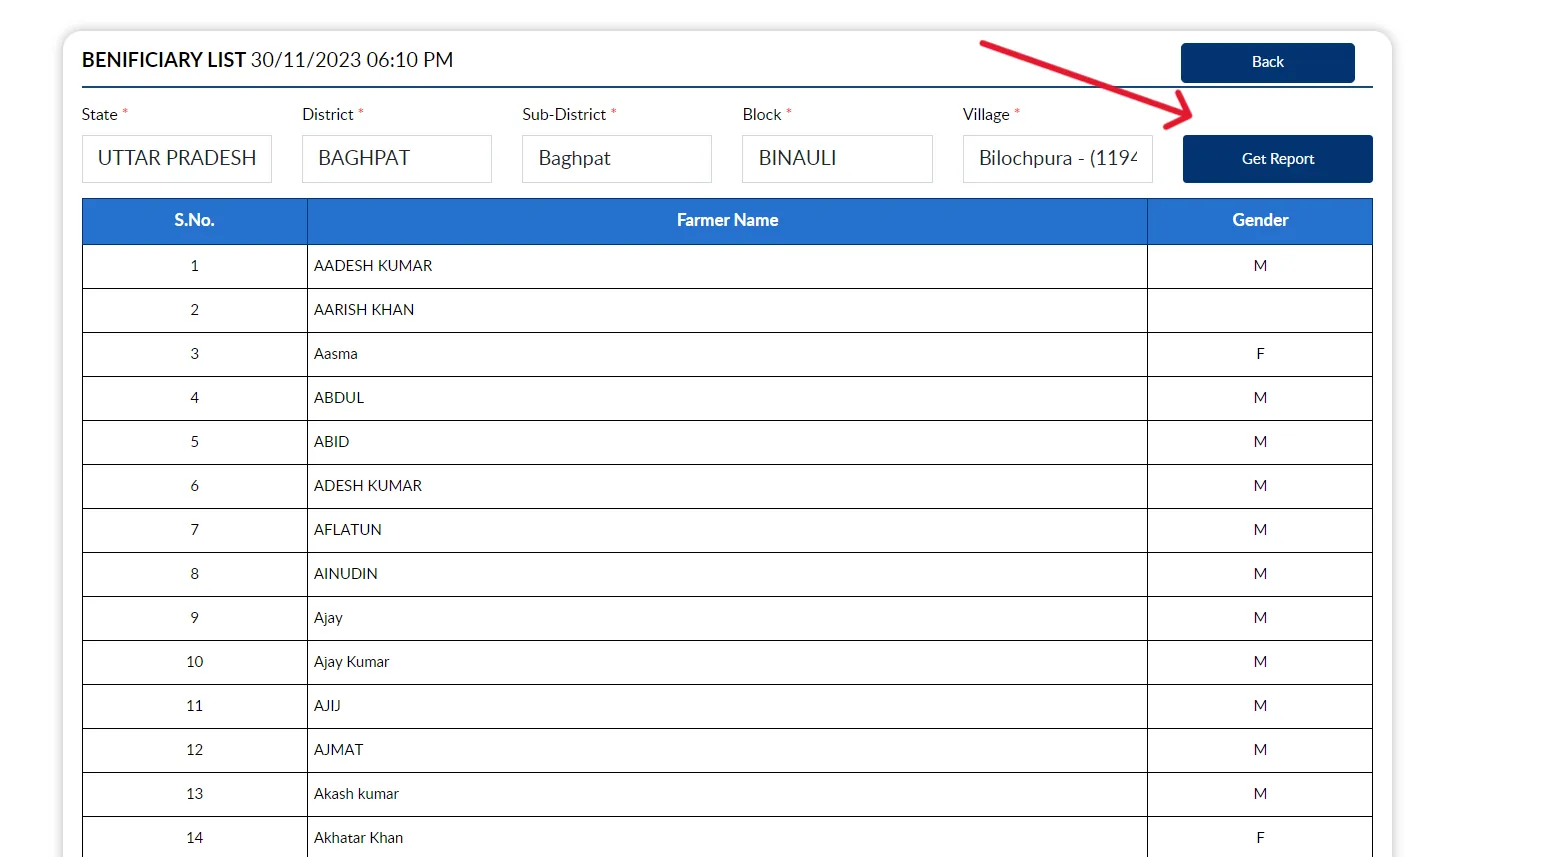 BENIFICIARY LIST 30/11/2023 06:10 PM
Back
State * District * Sub-District * Block * Village *
UTTAR PRADESH BAGHPAT Baghpat BINAULI Bilochpura - (1194 Get Report
S.No. Farmer Name Gender
1 AADESH KUMAR M
2 AARISH KHAN
3 Aasma F
4 ABDUL M
5 ABID M
6 ADESH KUMAR M
7 AFLATUN M
8 AINUDIN M
9 Ajay M
10 Ajay Kumar M
11 AJIJ M
12 AJMAT M
13 Akash kumar M
14 Akhatar Khan F